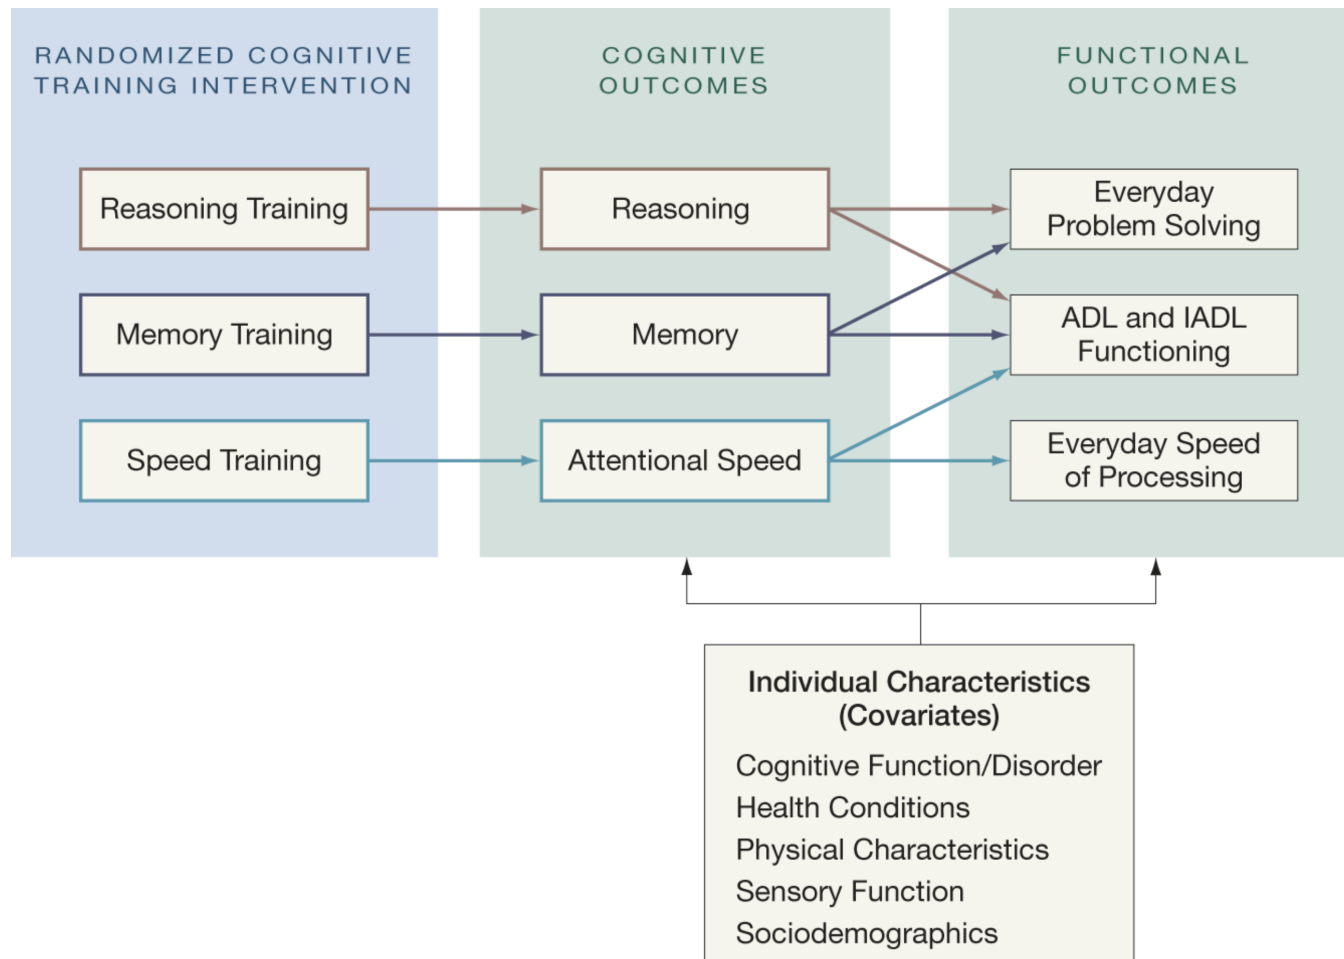 RANDOMIZED COGNITIVE
TRAINING INTERVENTION
COGNITIVE
OUTCOMES
FUNCTIONAL
OUTCOMES
Reasoning Training
Reasoning
Everyday
Problem Solving
Memory Training
Memory
ADL and IADL
Functioning
Speed Training
Attentional Speed
Everyday Speed
of Processing
Individual Characteristics
(Covariates)
Cognitive Function/Disorder
Health Conditions
Physical Characteristics
Sensory Function
Sociodemographics